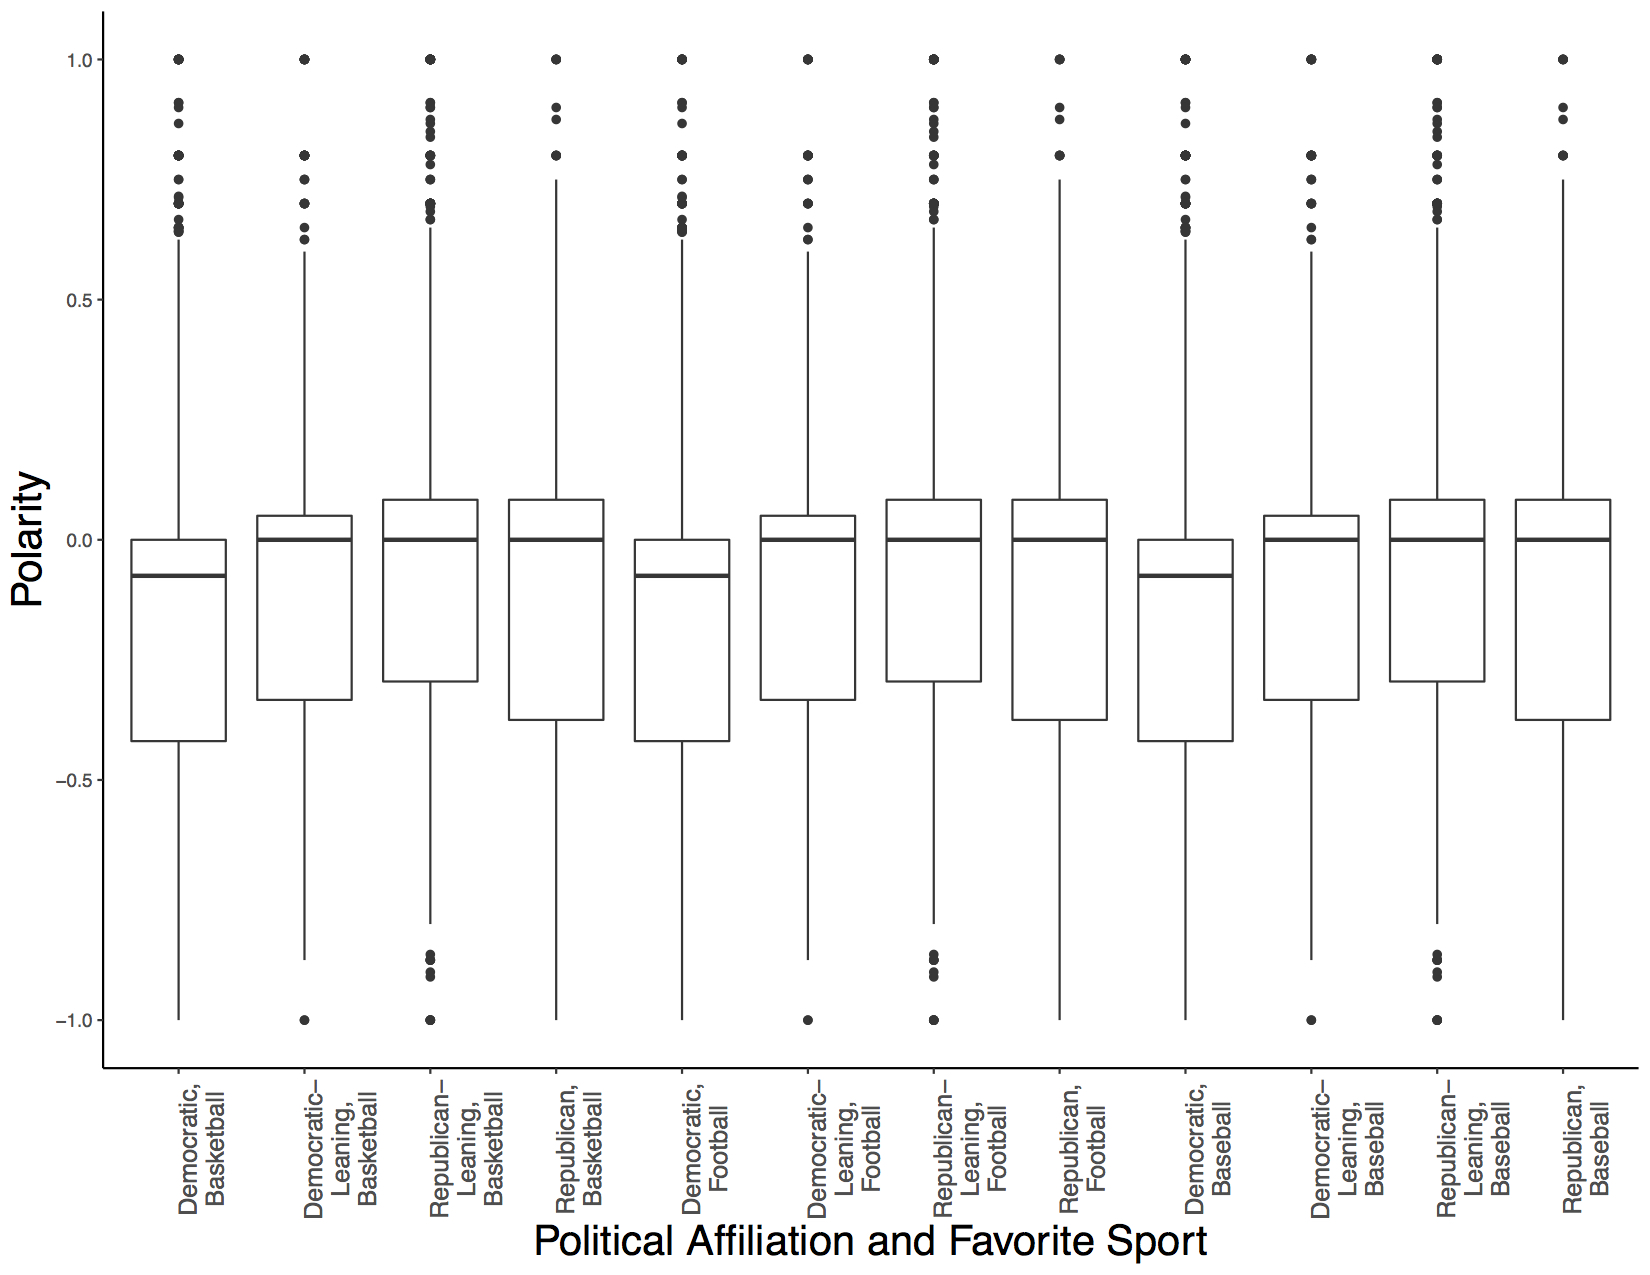 Polarity
1.0
0.5
0.0
−0.5
−1.0
Democratic,
Basketball
Democratic−
Leaning,
Basketball
Republican−
Leaning,
Basketball
Republican,
Basketball
Democratic,
Football
Democratic−
Leaning,
Football
Republican−
Leaning,
Football
Republican,
Football
Democratic,
Baseball
Democratic−
Leaning,
Baseball
Republican−
Leaning,
Baseball
Republican,
Baseball
Political Affiliation and Favorite Sport